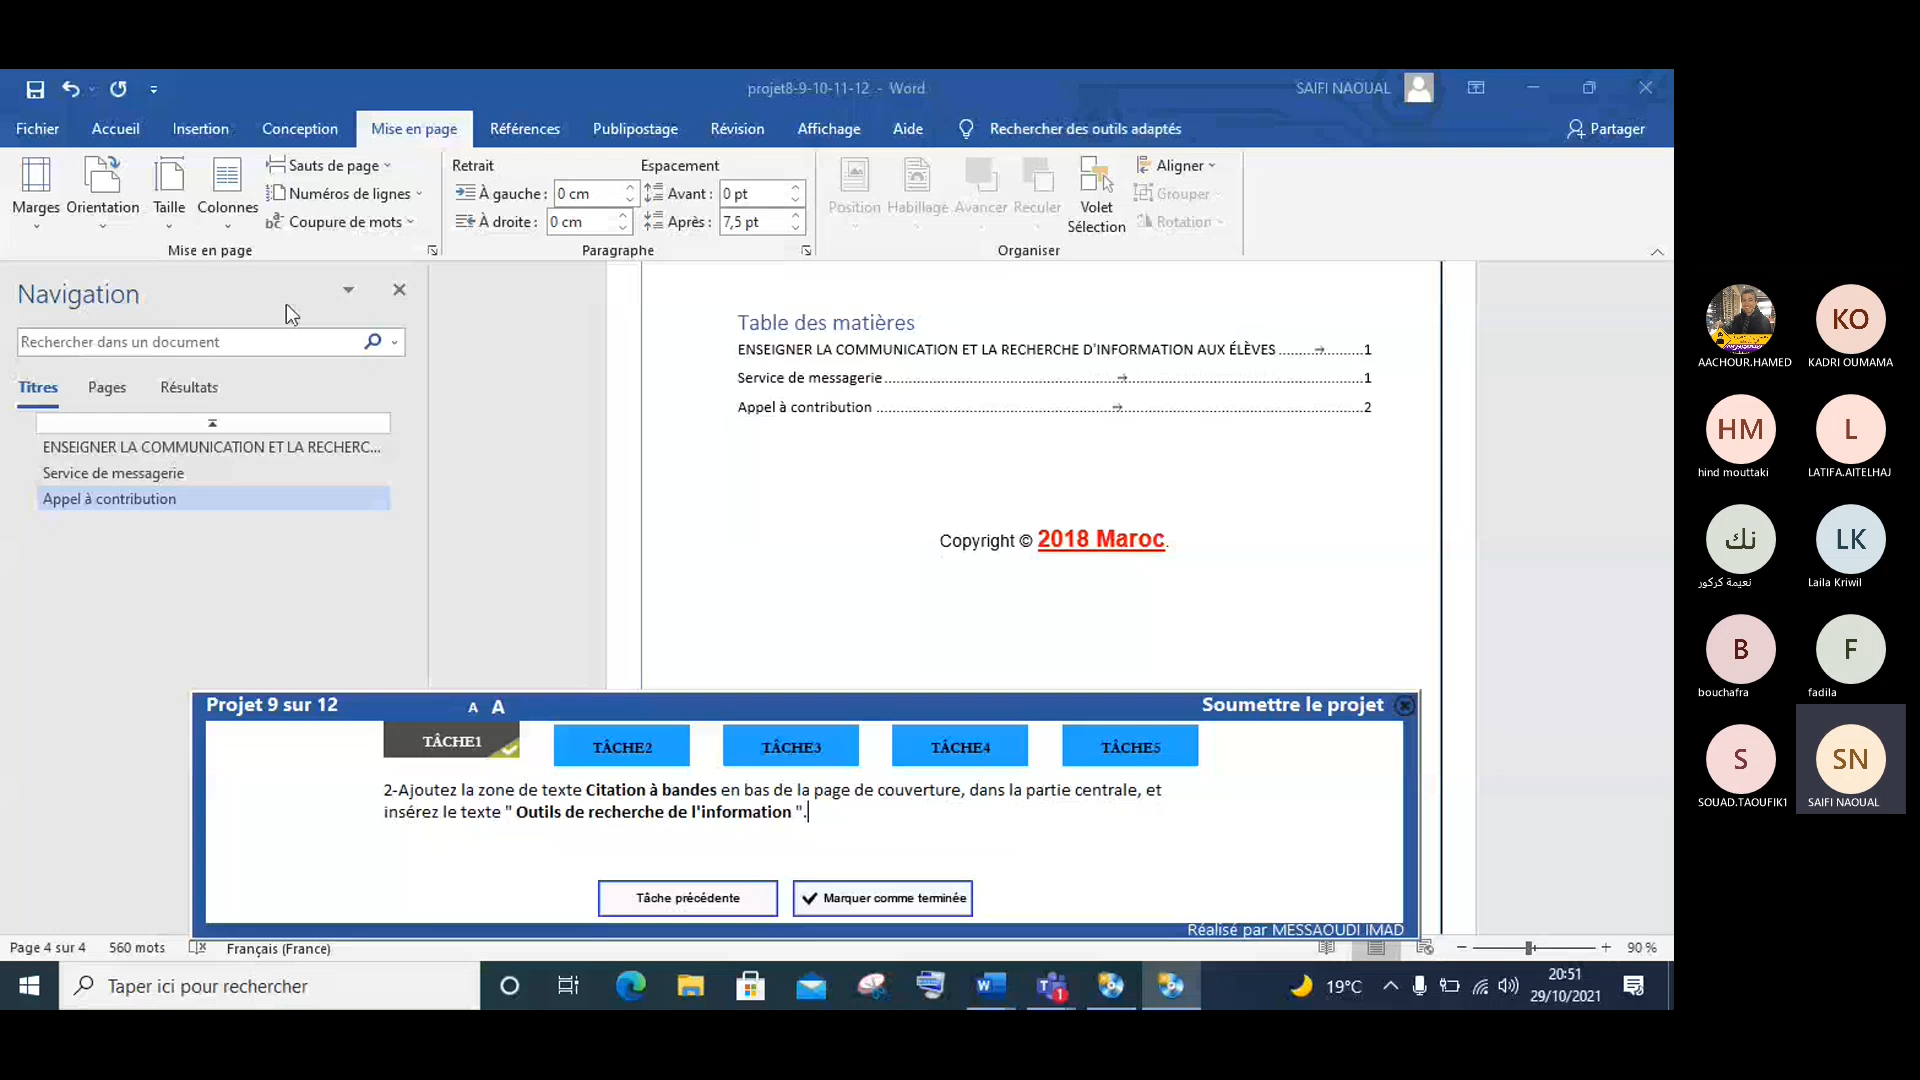 projet8-9-10-11-12 - Word
SAIFI NAOUAL
Fichier Accueil Insertion Conception Mise en page Références Publipostage Révision Affichage Aide Rechercher des outils adaptés Partager
Marges Orientation Taille Colonnes
Sauts de page
Numéros de lignes
Coupure de mots
Mise en page
Retrait
À gauche : 0 cm
À droite : 0 cm
Espacement
Avant : 0 pt
Après : 7,5 pt
Paragraphe
Position Habillage Avancer Reculer Volet Sélection
Aligner
Grouper
Rotation
Organiser
Navigation
Rechercher dans un document
Titres Pages Résultats
ENSEIGNER LA COMMUNICATION ET LA RECHERC...
Service de messagerie
Appel à contribution
Table des matières
ENSEIGNER LA COMMUNICATION ET LA RECHERCHE D'INFORMATION AUX ÉLÈVES ........→.........1
Service de messagerie ........→........1
Appel à contribution ........→........2
Copyright © 2018 Maroc.
Projet 9 sur 12 A A Soumettre le projet
TÂCHE1 TÂCHE2 TÂCHE3 TÂCHE4 TÂCHE5
2-Ajoutez la zone de texte Citation à bandes en bas de la page de couverture, dans la partie centrale, et
insérez le texte " Outils de recherche de l'information ".
Tâche précédente Marquer comme terminée
Réalisé par MESSAOUDI IMAD
Page 4 sur 4 560 mots Français (France) 90 %
Taper ici pour rechercher
1
19°C
20:51
29/10/2021
AACHOUR.HAMED
KO
KADRI OUMAMA
HM
hind mouttaki
L
LATIFA.AITELHAJ
نك
نعيمة كركور
LK
Laila Kriwil
B
bouchafra
F
fadila
S
SOUAD.TAOUFIK1
SN
SAIFI NAOUAL